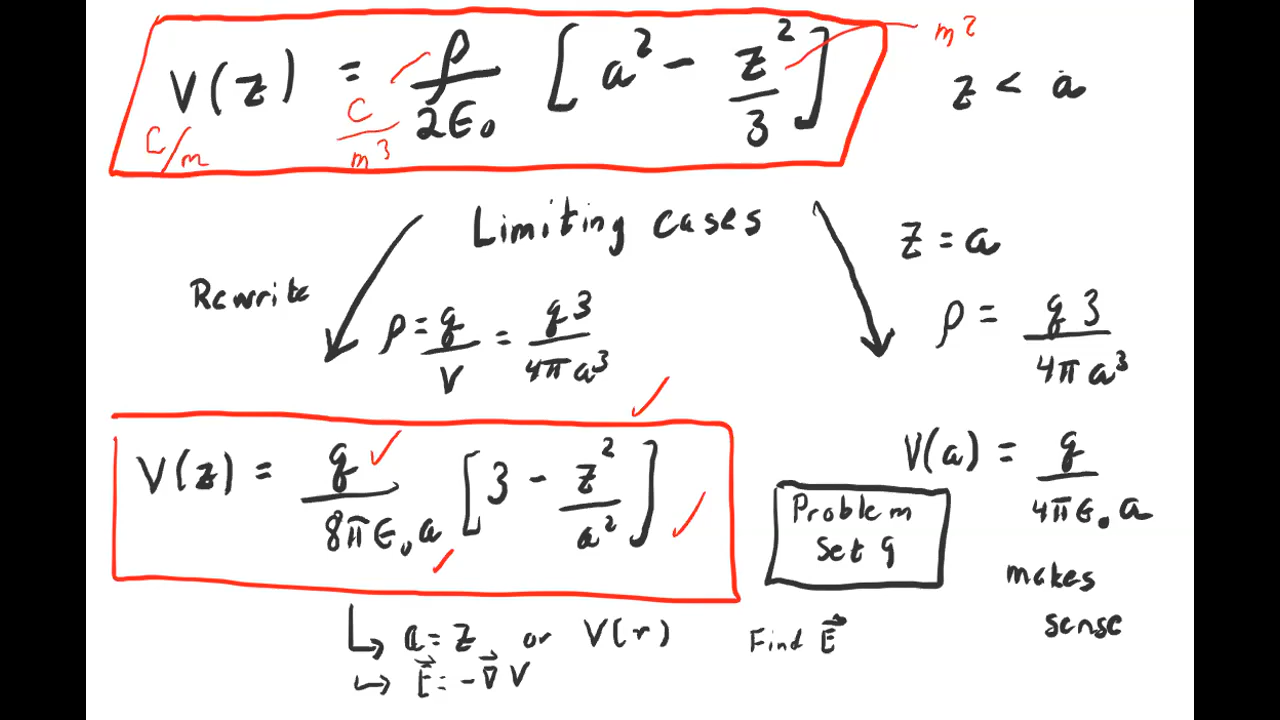 V(z) = ρ/2ε₀ [a² - z²/3] m² z < a
C/m C/m³
Limiting cases
z = a
Rewrite
ρ = q/V = q3/4πa³
ρ = q3/4πa³
V(z) = q/8πε₀a [3 - z²/a²]
V(a) = q/4πε₀a
Problem
Set 9
makes
sense
↳ a = z or V(r)
Find E⃗
↪ E⃗ = -∇⃗V